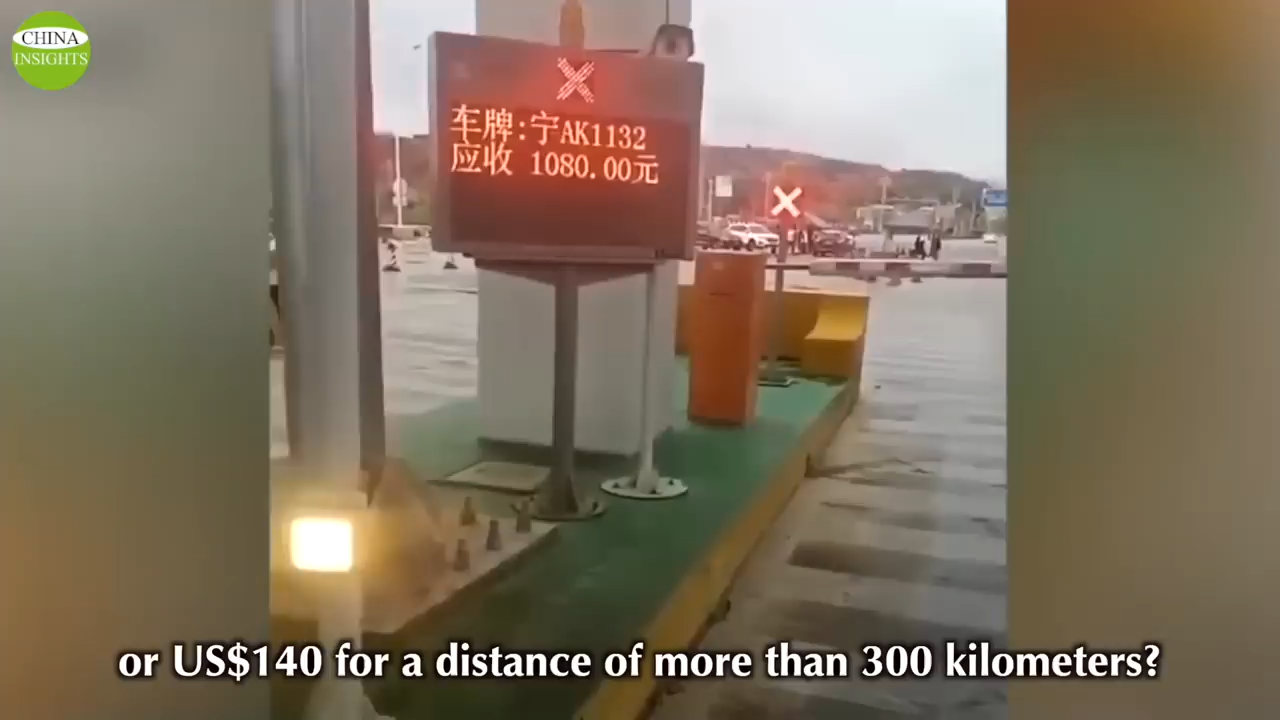 CHINA
INSIGHTS
车牌:宁AK1132
应收 1080.00元
or US$140 for a distance of more than 300 kilometers?